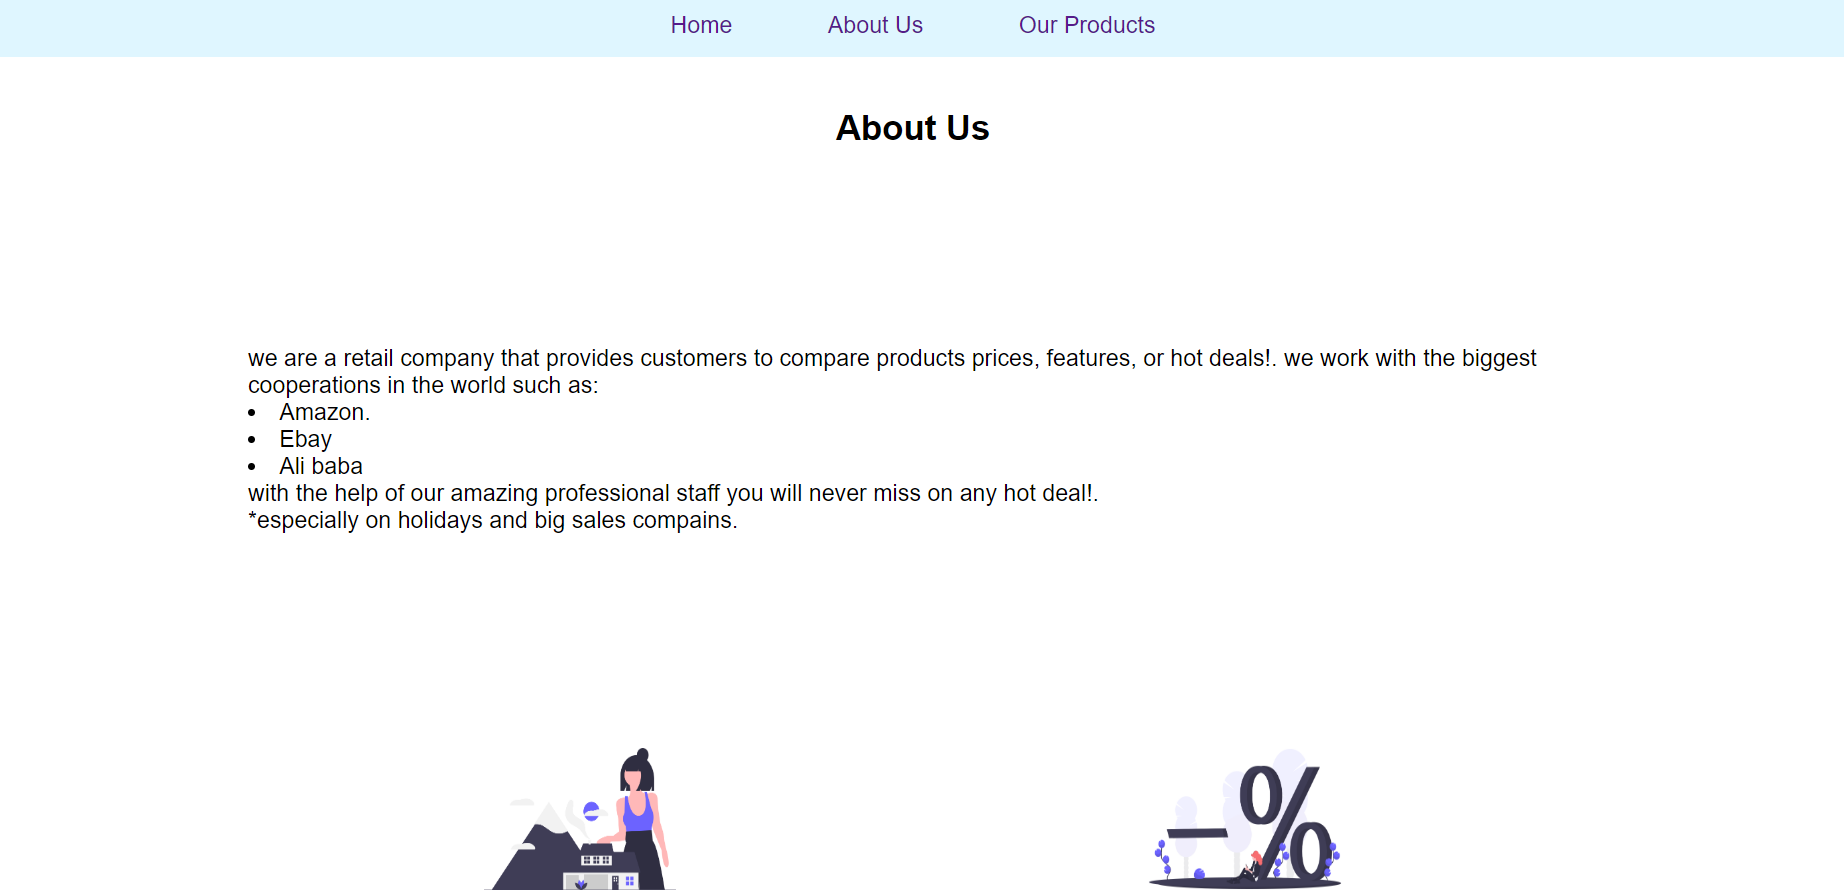 Home About Us Our Products
About Us
we are a retail company that provides customers to compare products prices, features, or hot deals!. we work with the biggest
cooperations in the world such as:
• Amazon.
• Ebay
• Ali baba
with the help of our amazing professional staff you will never miss on any hot deal!.
*especially on holidays and big sales compains.
-%